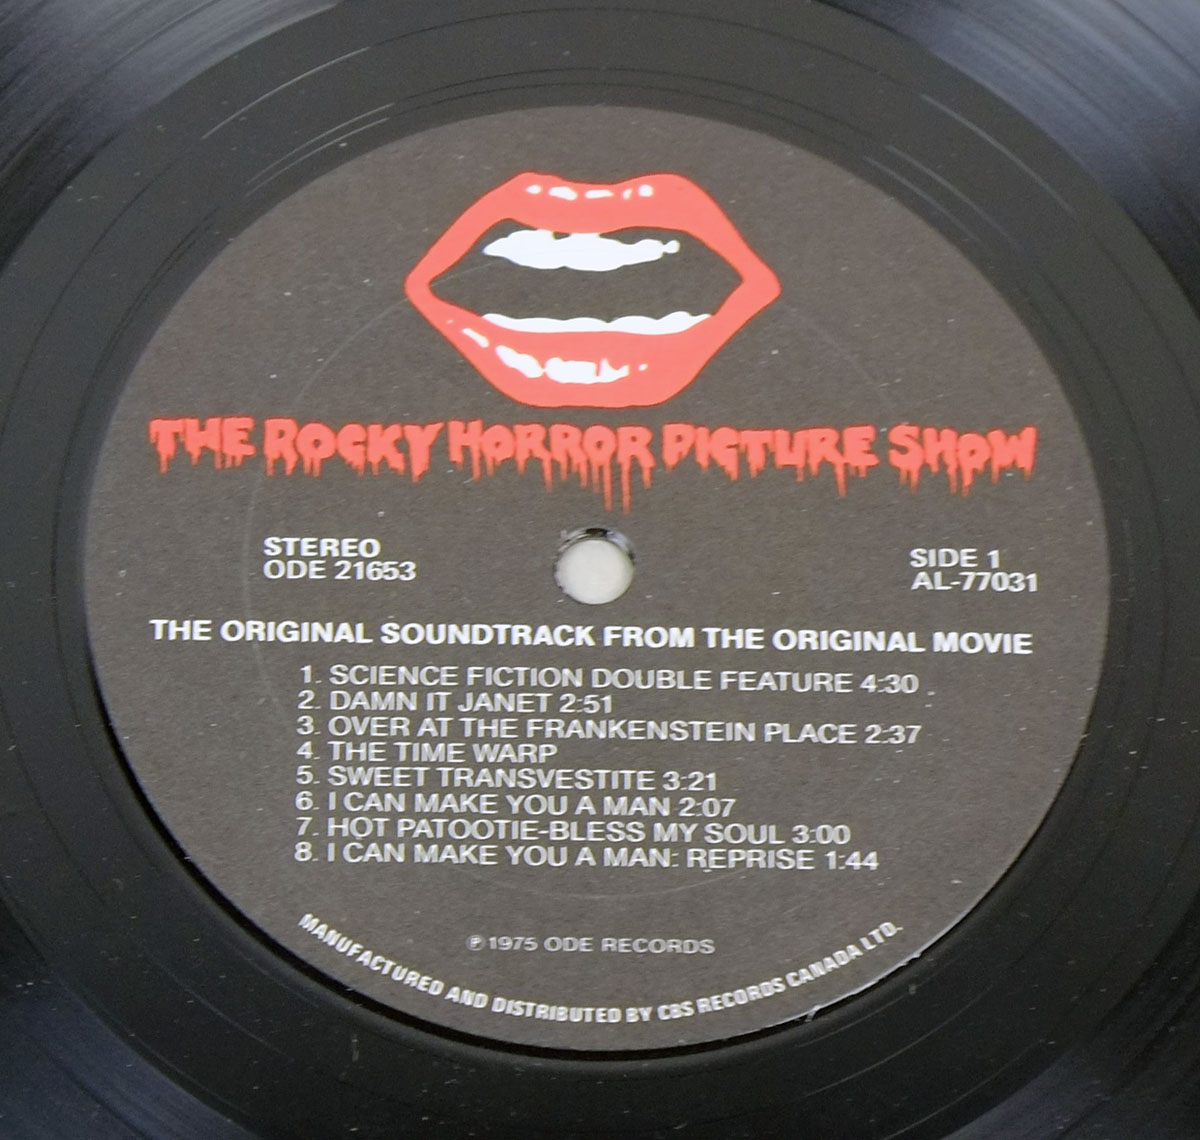 THE ROCKY HORROR PICTURE SHOW
STEREO
ODE 21653
SIDE 1
AL-77031
THE ORIGINAL SOUNDTRACK FROM THE ORIGINAL MOVIE
1. SCIENCE FICTION DOUBLE FEATURE 4:30
2. DAMN IT JANET 2:51
3. OVER AT THE FRANKENSTEIN PLACE 2:37
4. THE TIME WARP
5. SWEET TRANSVESTITE 3:21
6. I CAN MAKE YOU A MAN 2:07
7. HOT PATOOTIE-BLESS MY SOUL 3:00
8. I CAN MAKE YOU A MAN: REPRISE 1:44
℗ 1975 ODE RECORDS
MANUFACTURED AND DISTRIBUTED BY CBS RECORDS CANADA LTD.